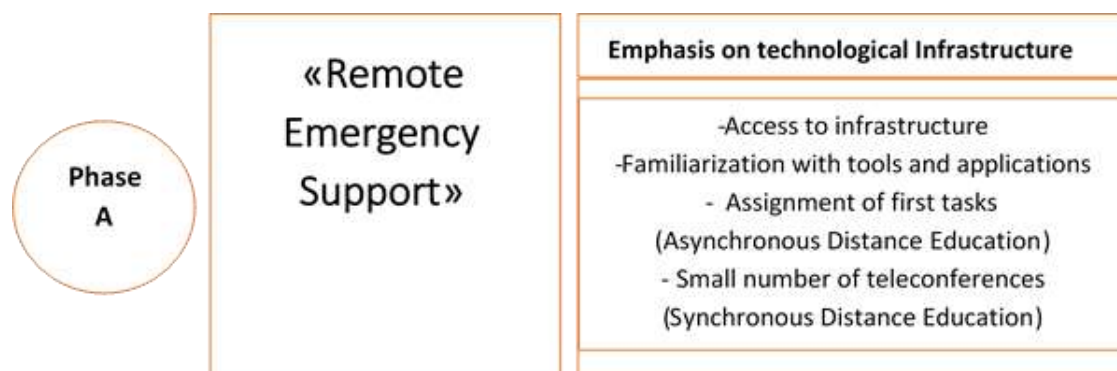 Phase
A
«Remote
Emergency
Support»
Emphasis on technological Infrastructure
-Access to infrastructure
-Familiarization with tools and applications
- Assignment of first tasks
(Asynchronous Distance Education)
- Small number of teleconferences
(Synchronous Distance Education)